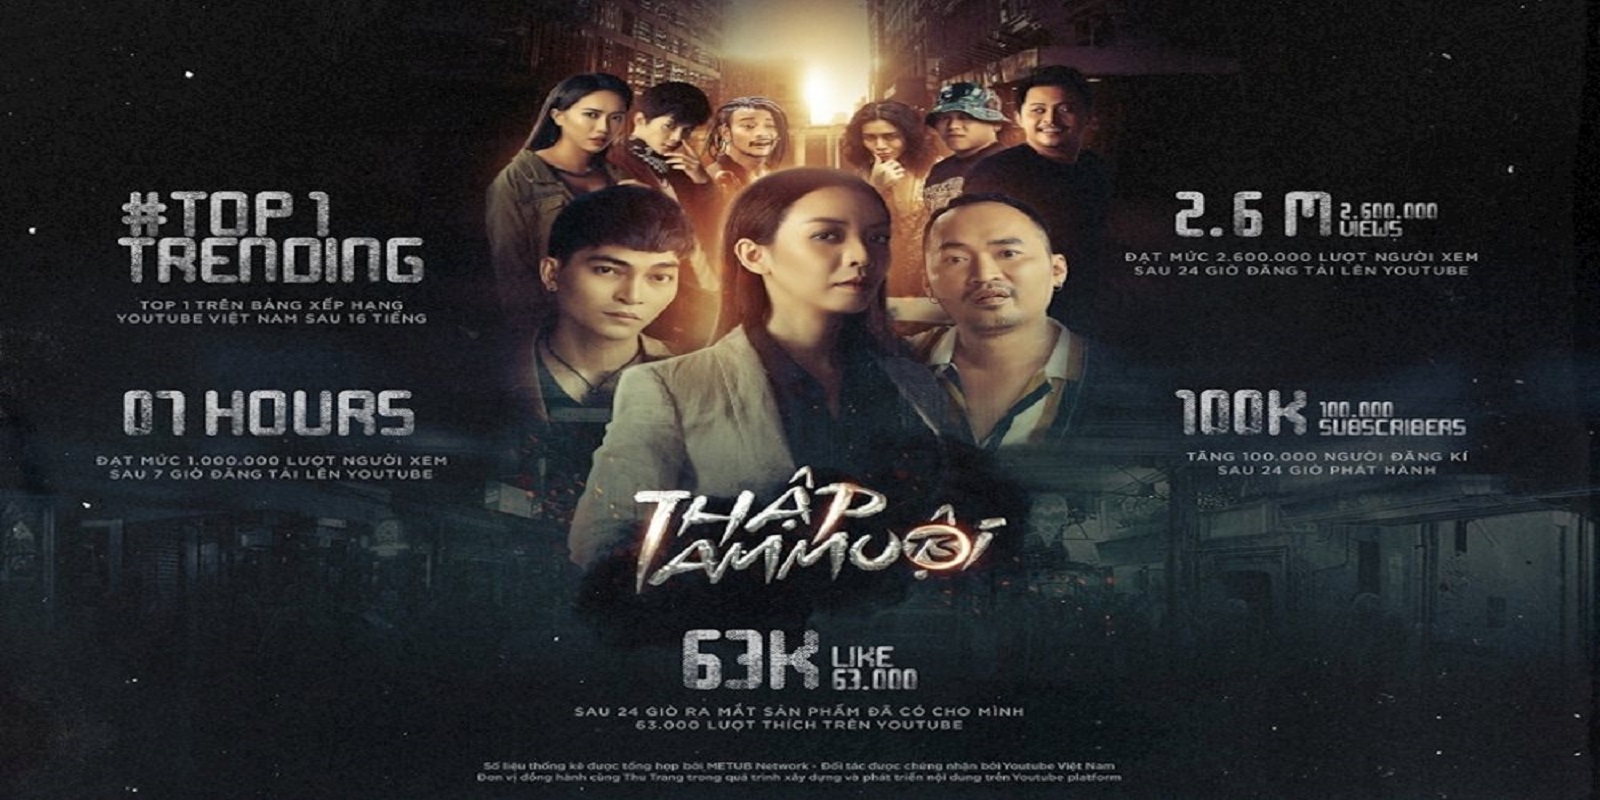 #TOP 1
TRENDING
TOP 1 TRÊN BẢNG XẾP HẠNG
YOUTUBE VIỆT NAM SAU 16 TIẾNG
07 HOURS
ĐẠT MỨC 1.000.000 LƯỢT NGƯỜI XEM
SAU 7 GIỜ ĐĂNG TẢI LÊN YOUTUBE
2.6 M 2.600.000
VIEWS
ĐẠT MỨC 2.600.000 LƯỢT NGƯỜI XEM
SAU 24 GIỜ ĐĂNG TẢI LÊN YOUTUBE
100K 100.000
SUBSCRIBERS
TĂNG 100.000 NGƯỜI ĐĂNG KÍ
SAU 24 GIỜ PHÁT HÀNH
THẬP
TAM MUỘI
63K LIKE
63.000
SAU 24 GIỜ RA MẮT SẢN PHẨM ĐÃ CÓ CHO MÌNH
63.000 LƯỢT THÍCH TRÊN YOUTUBE
Số liệu thống kê được tổng hợp bởi METUB Network - Đối tác được chứng nhận bởi Youtube Việt Nam
Đơn vị đồng hành cùng Thu Trang trong quá trình xây dựng và phát triển nội dung trên Youtube platform